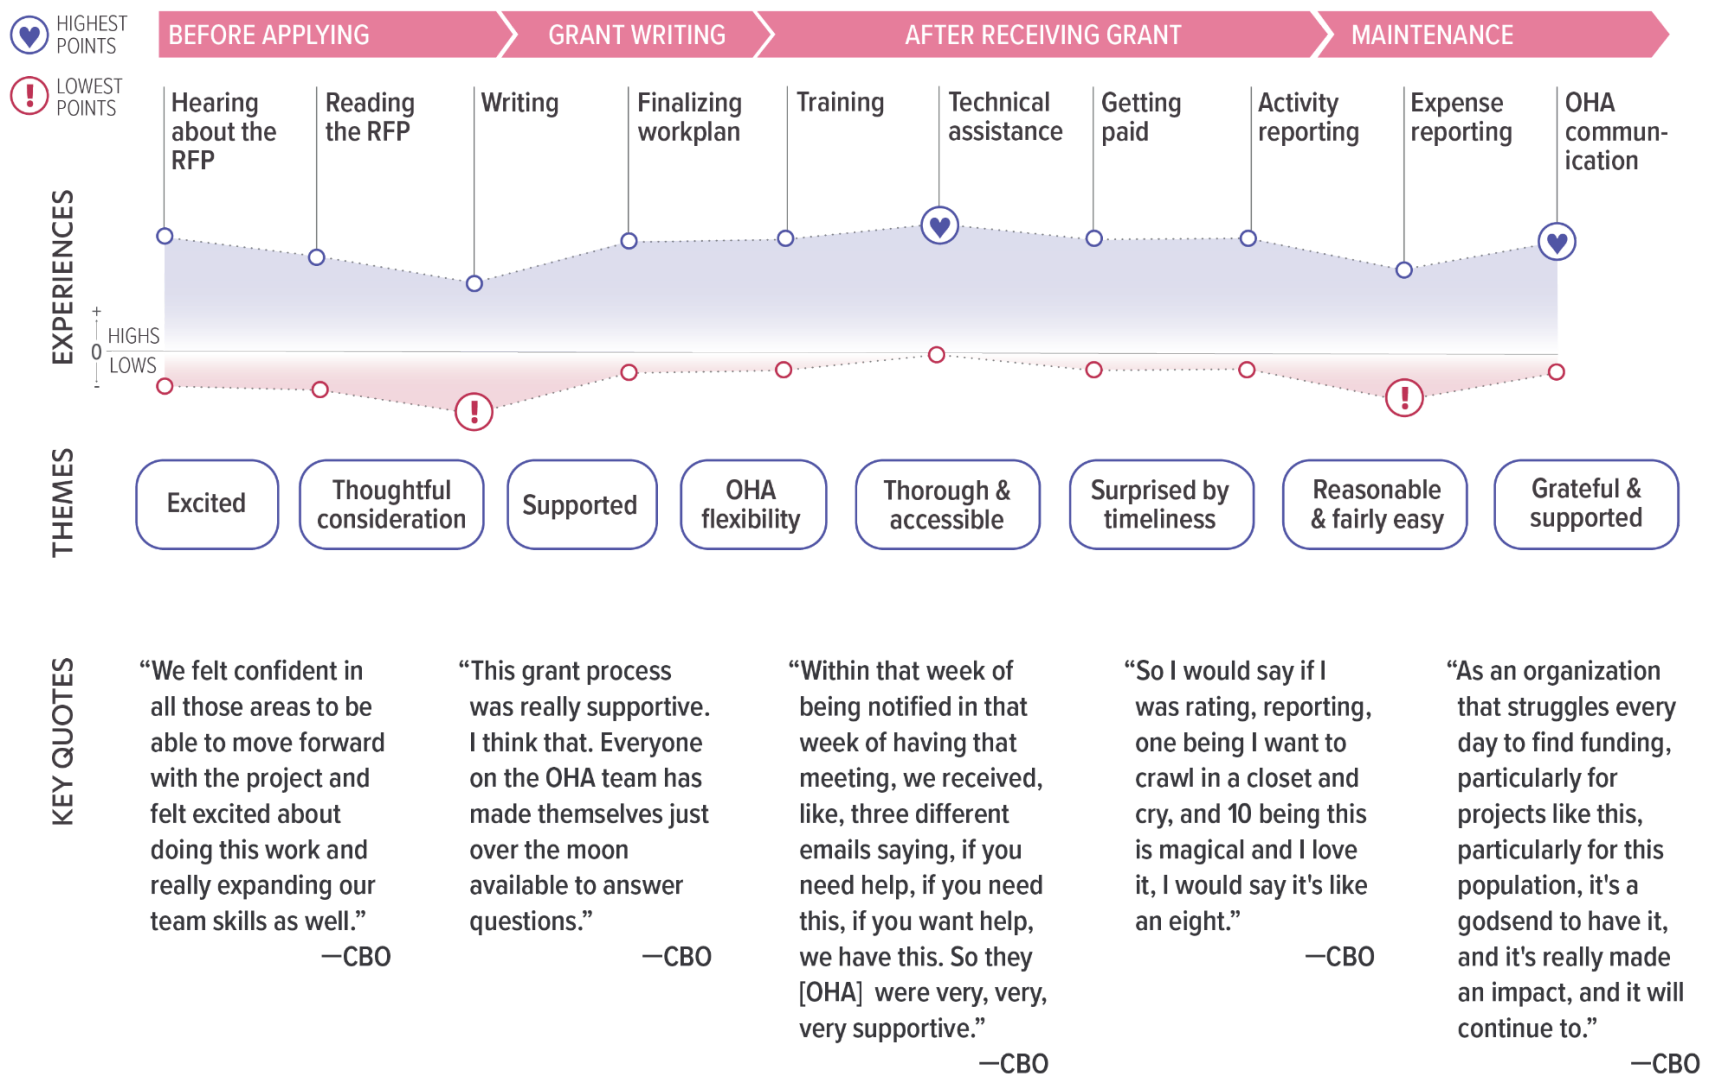 HIGHEST
POINTS
LOWEST
POINTS
BEFORE APPLYING
GRANT WRITING
AFTER RECEIVING GRANT
MAINTENANCE
Hearing
about the
RFP
Reading
the RFP
Writing
Finalizing
workplan
Training
Technical
assistance
Getting
paid
Activity
reporting
Expense
reporting
OHA
commun-
ication
EXPERIENCES
+
HIGHS
0
LOWS
-
THEMES
Excited
Thoughtful
consideration
Supported
OHA
flexibility
Thorough &
accessible
Surprised by
timeliness
Reasonable
& fairly easy
Grateful &
supported
KEY QUOTES
“We felt confident in
all those areas to be
able to move forward
with the project and
felt excited about
doing this work and
really expanding our
team skills as well.”
—CBO
“This grant process
was really supportive.
I think that. Everyone
on the OHA team has
made themselves just
over the moon
available to answer
questions.”
—CBO
“Within that week of
being notified in that
week of having that
meeting, we received,
like, three different
emails saying, if you
need help, if you need
this, if you want help,
we have this. So they
[OHA] were very, very,
very supportive.”
—CBO
“So I would say if I
was rating, reporting,
one being I want to
crawl in a closet and
cry, and 10 being this
is magical and I love
it, I would say it's like
an eight.”
—CBO
“As an organization
that struggles every
day to find funding,
particularly for
projects like this,
particularly for this
population, it's a
godsend to have it,
and it's really made
an impact, and it will
continue to.”
—CBO